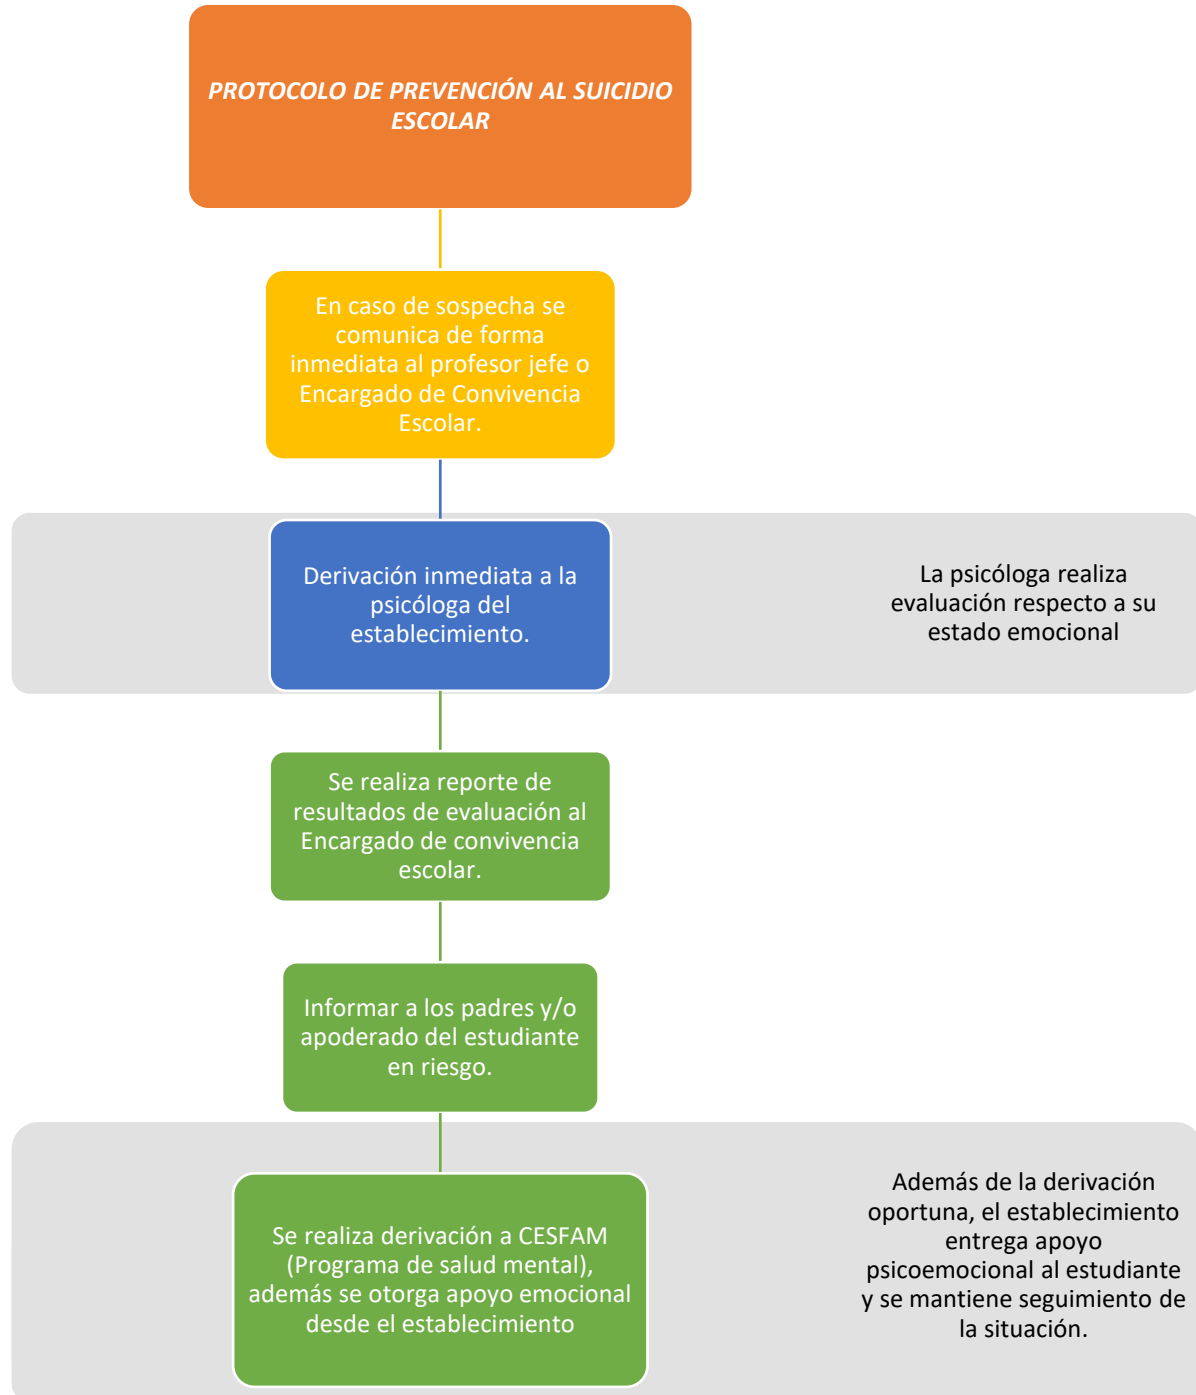 PROTOCOLO DE PREVENCIÓN AL SUICIDIO
ESCOLAR
En caso de sospecha se
comunica de forma
inmediata al profesor jefe o
Encargado de Convivencia
Escolar.
Derivación inmediata a la
psicóloga del
establecimiento.
La psicóloga realiza
evaluación respecto a su
estado emocional
Se realiza reporte de
resultados de evaluación al
Encargado de convivencia
escolar.
Informar a los padres y/o
apoderado del estudiante
en riesgo.
Se realiza derivación a CESFAM
(Programa de salud mental),
además se otorga apoyo emocional
desde el establecimiento
Además de la derivación
oportuna, el establecimiento
entrega apoyo
psicoemocional al estudiante
y se mantiene seguimiento de
la situación.